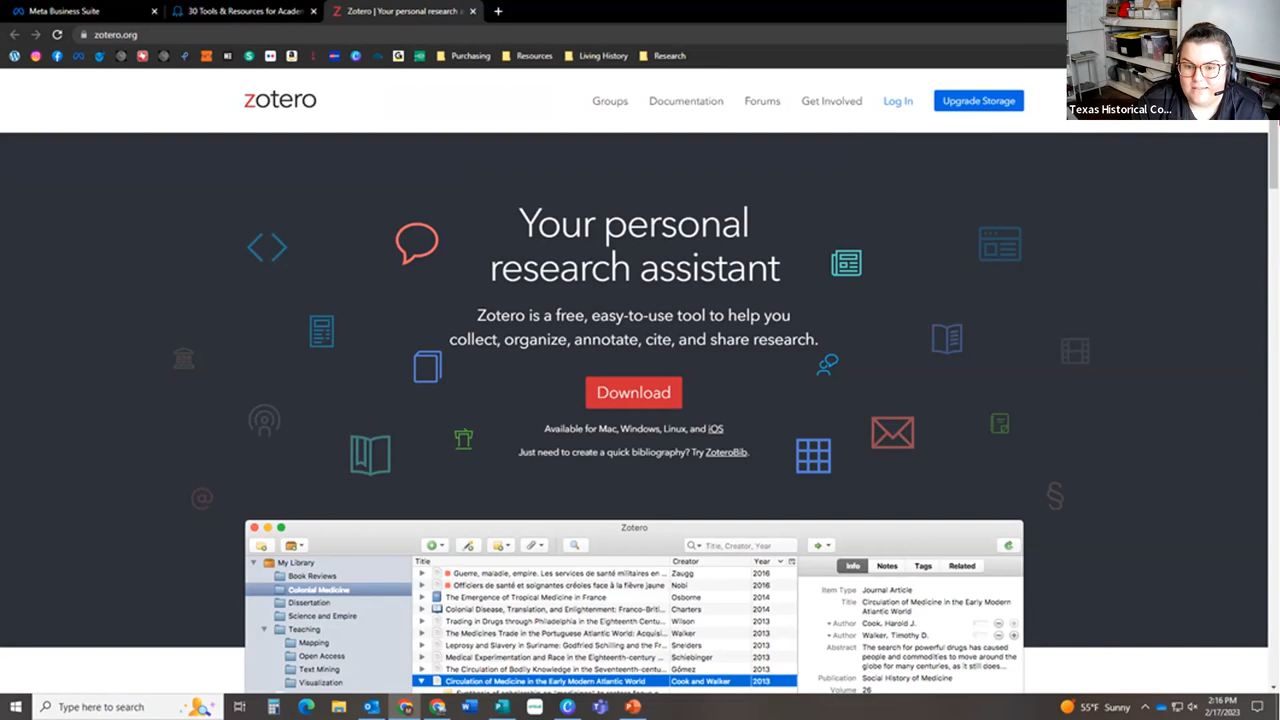 Meta Business Suite
30 Tools & Resources for Academ
Zotero | Your personal research a
zotero.org
Purchasing
Resources
Living History
Research
Texas Historical Co...
zotero
Groups
Documentation
Forums
Get Involved
Log In
Upgrade Storage
Your personal
research assistant
Zotero is a free, easy-to-use tool to help you
collect, organize, annotate, cite, and share research.
Download
Available for Mac, Windows, Linux, and iOS
Just need to create a quick bibliography? Try ZoteroBib.
Zotero
Title, Creator, Year
My Library
Book Reviews
Colonial Medicine
Dissertation
Science and Empire
Teaching
Mapping
Open Access
Text Mining
Visualization
Title Creator Year
Guerre, maladie, empire. Les services de santé militaires en ... Zaugg 2016
Officiers de santé et soignantes créoles face à la fièvre jaune Nobi 2016
The Emergence of Tropical Medicine in France Osborne 2014
Colonial Disease, Translation, and Enlightenment: Franco-Briti... Charters 2014
Trading in Drugs through Philadelphia in the Eighteenth Centu... Wilson 2013
The Medicines Trade in the Portuguese Atlantic World: Acquisi... Walker 2013
Leprosy and Slavery in Suriname: Godfried Schilling and the Fr... Sneiders 2013
Medical Experimentation and Race in the Eighteenth-century ... Schiebinger 2013
The Circulation of Bodily Knowledge in the Seventeenth-centu... Gómez 2013
Circulation of Medicine in the Early Modern Atlantic World Cook and Walker 2013
Info Notes Tags Related
Item Type Journal Article
Title Circulation of Medicine in the Early Modern
Atlantic World
Author Cook, Harold J.
Author Walker, Timothy D.
Abstract The search for powerful drugs has caused
people and commodities to move around the
globe for many centuries, as it still does...
Publication Social History of Medicine
Volume 26
Type here to search
55°F Sunny
2:16 PM
2/17/2023